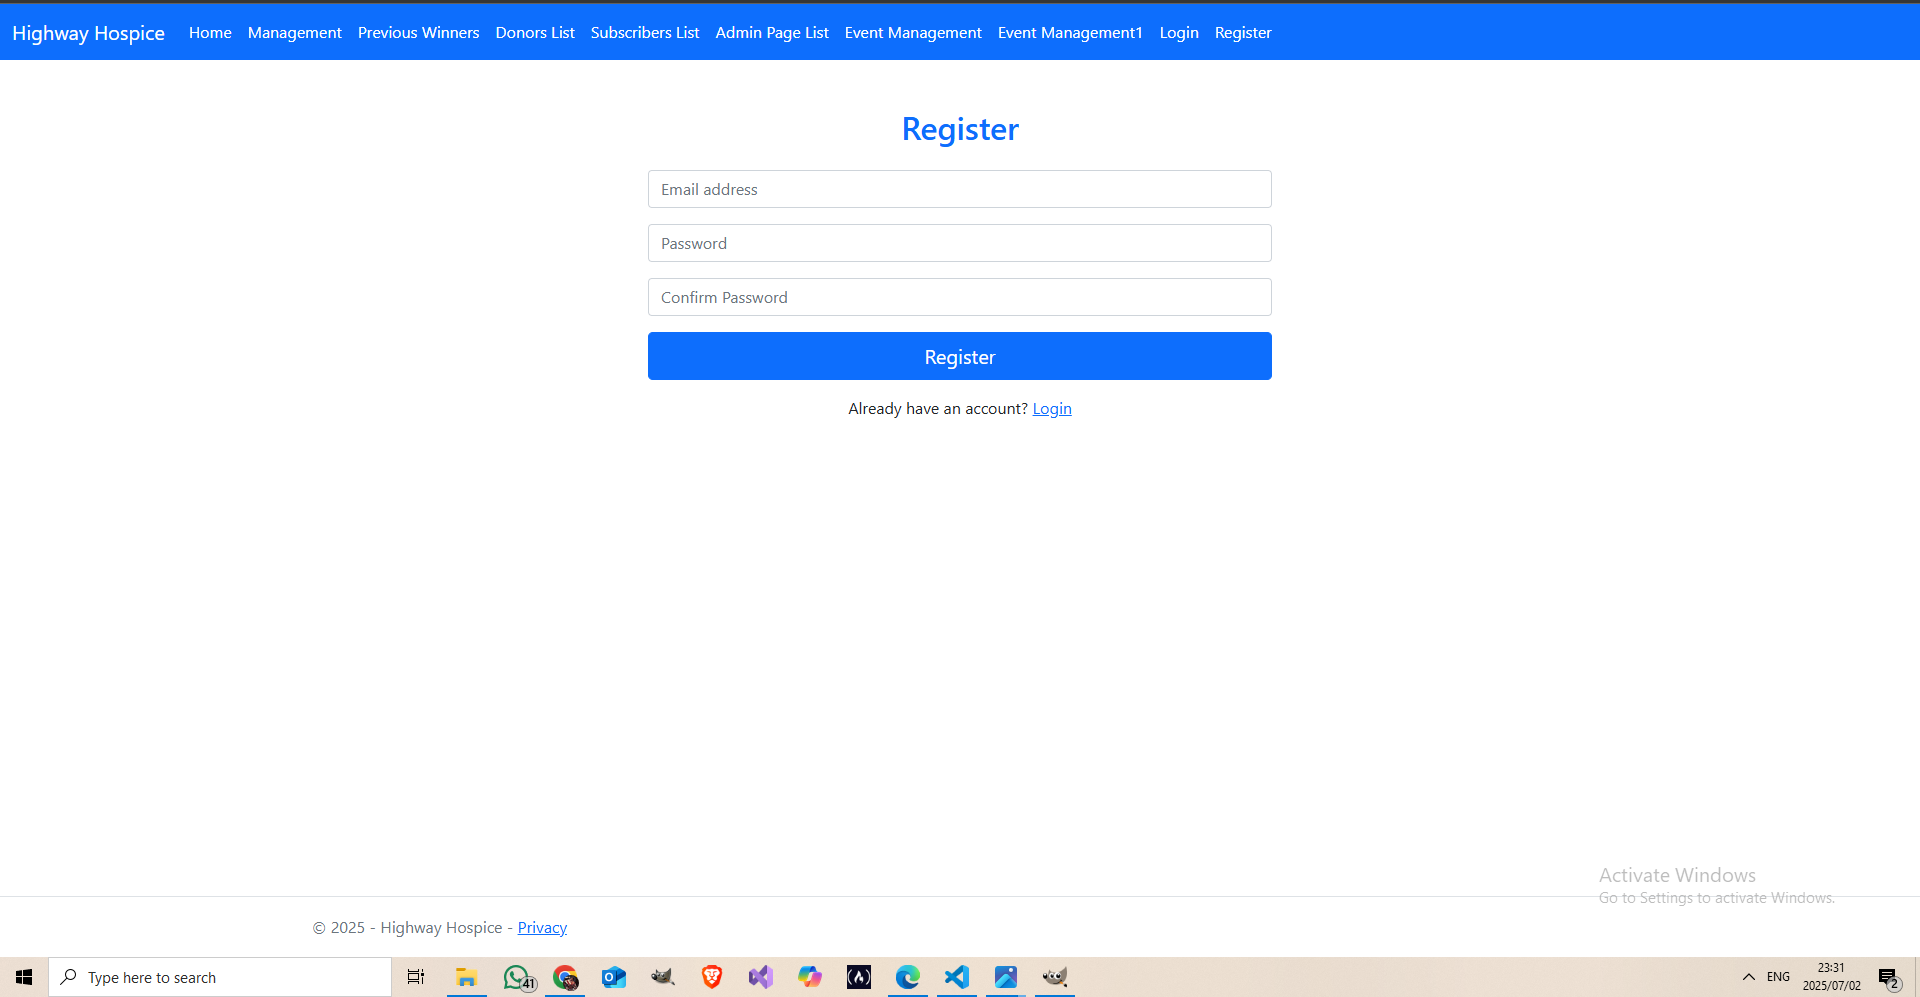 Highway Hospice Home Management Previous Winners Donors List Subscribers List Admin Page List Event Management Event Management1 Login Register
Register
Email address
Password
Confirm Password
Register
Already have an account? Login
Activate Windows
Go to Settings to activate Windows.
© 2025 - Highway Hospice - Privacy
Type here to search
41
ENG
23:31
2025/07/02
2